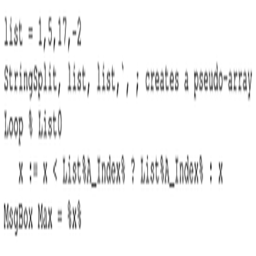 list = 1,5,17,-2
StringSplit, list, list,`, ; creates a pseudo-array
Loop % List0
x := x < List%A_Index% ? List%A_Index% : x
MsgBox Max = %x%